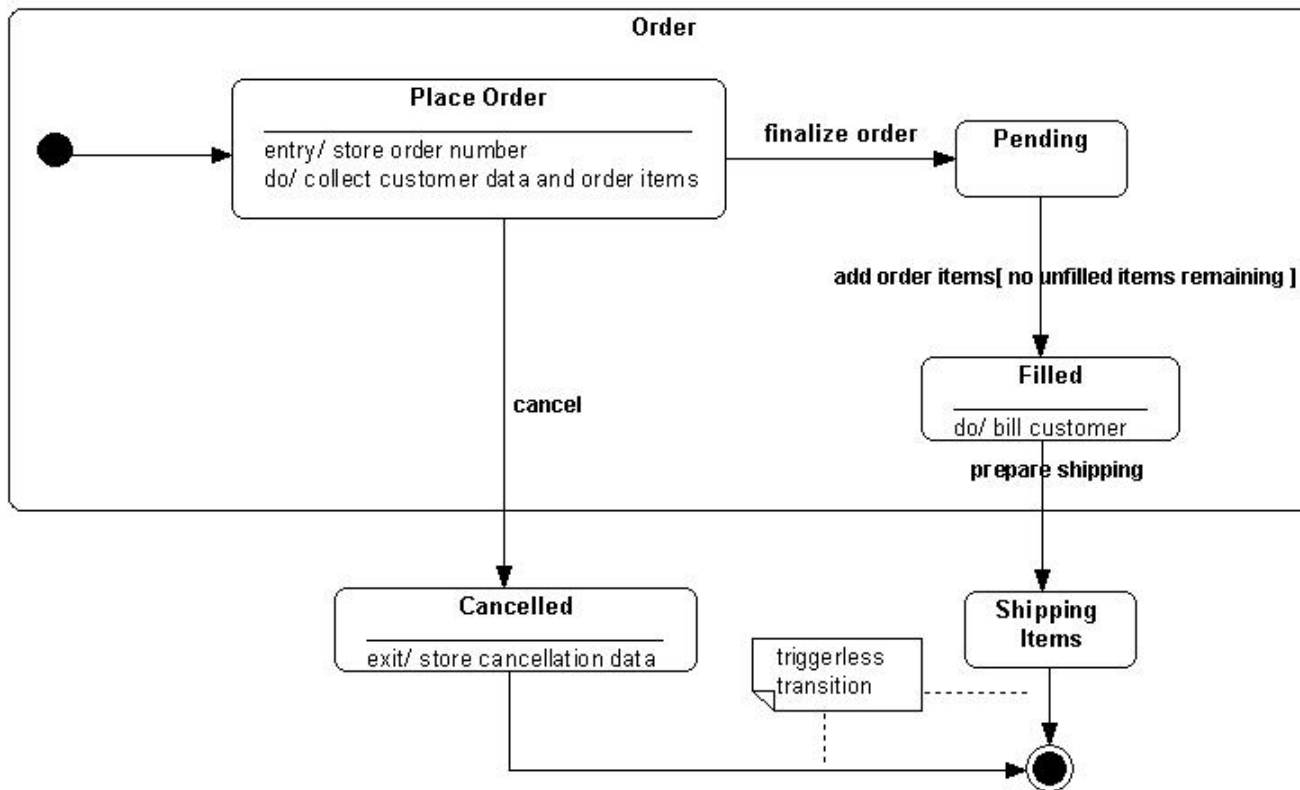 Order
Place Order
entry/ store order number
do/ collect customer data and order items
finalize order
Pending
add order items[ no unfilled items remaining ]
Filled
do/ bill customer
cancel
prepare shipping
Cancelled
exit/ store cancellation data
Shipping
Items
triggerless
transition